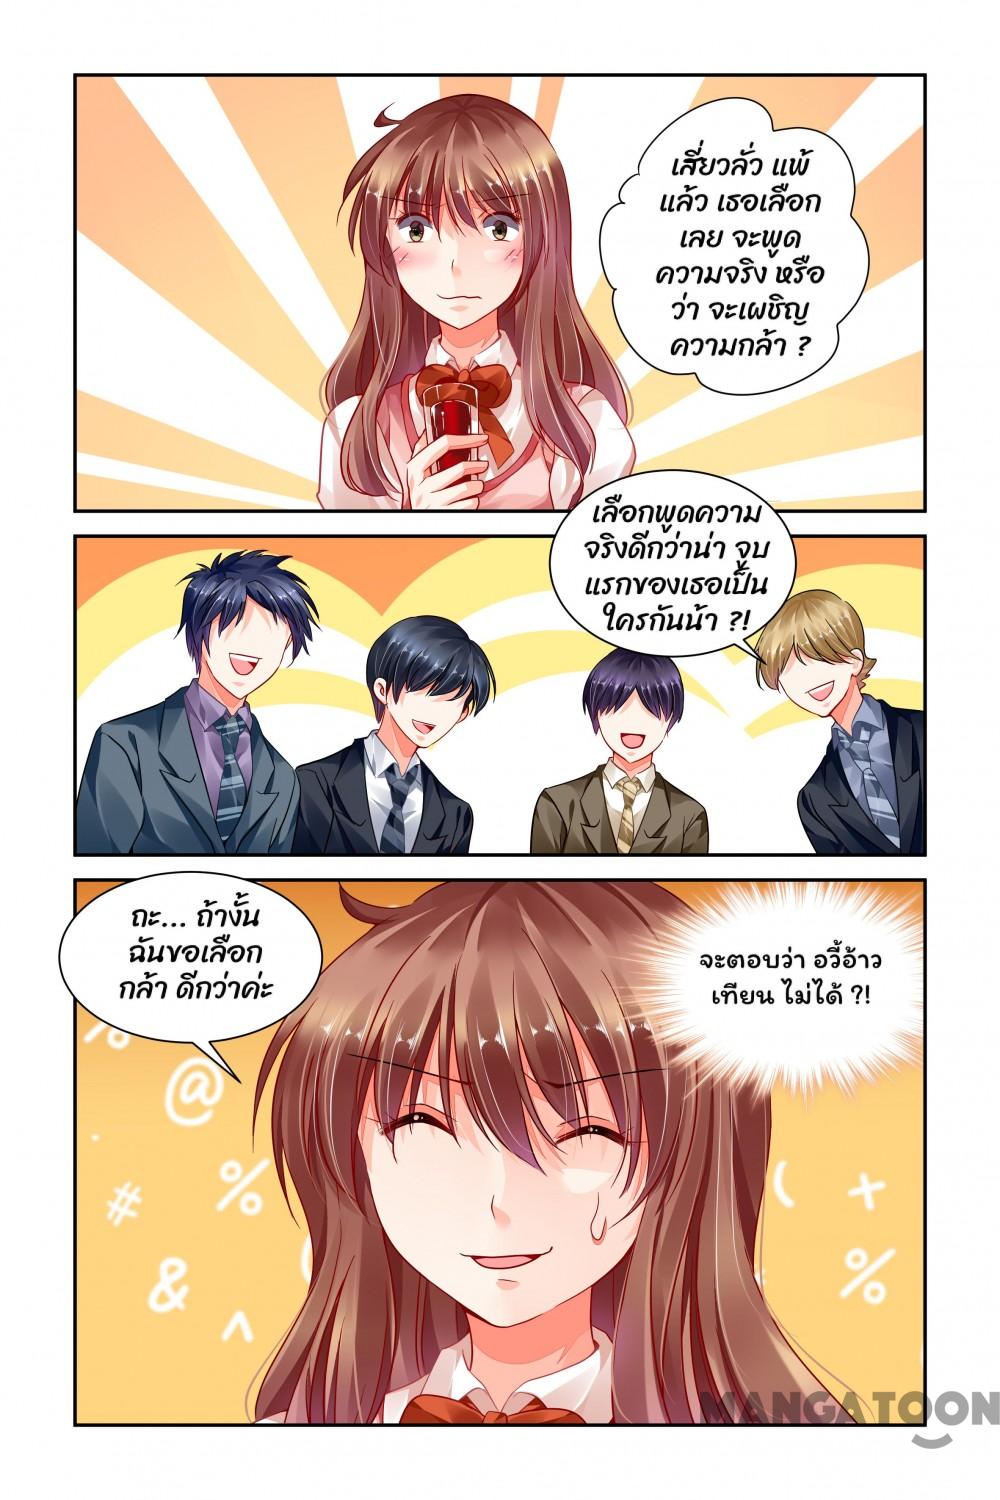 เสี่ยวลั่ว แพ้
แล้ว เธอเลือก
เลย จะพูด
ความจริง หรือ
ว่า จะเผชิญ
ความกล้า ?
เลือกพูดความ
จริงดีกว่าน่า จูบ
แรกของเธอเป็น
ใครกันน้า ?!
ถะ... ถ้างั้น
ฉันขอเลือก
กล้า ดีกว่าค่ะ
จะตอบว่า อวี้อ้าว
เทียน ไม่ได้ ?!
%
@
#
%
&
^
(
+
%
MANGATOON